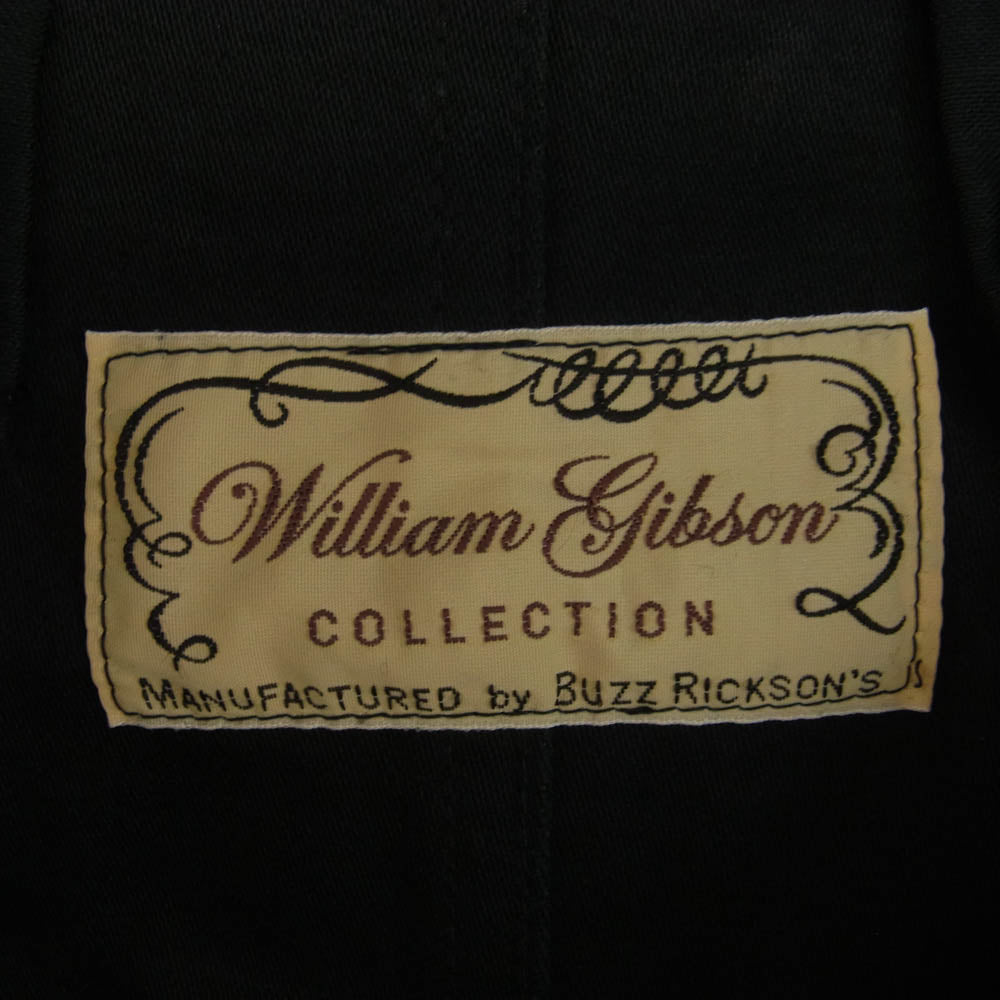 William Gibson
COLLECTION
MANUFACTURED by BUZZ RICKSON'S